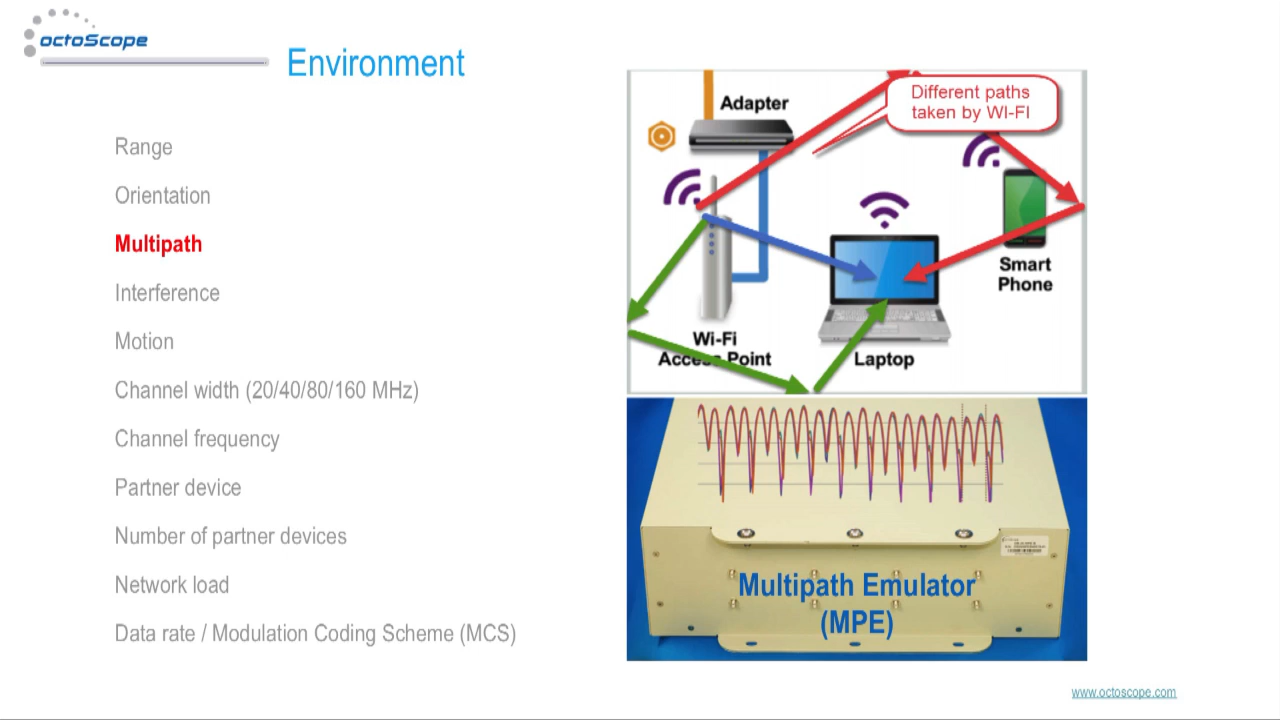 octoScope
Environment
Range
Orientation
Multipath
Interference
Motion
Channel width (20/40/80/160 MHz)
Channel frequency
Partner device
Number of partner devices
Network load
Data rate / Modulation Coding Scheme (MCS)
Adapter
Different paths
taken by WI-FI
Smart
Phone
Wi-Fi
Access Point
Laptop
Multipath Emulator
(MPE)
www.octoscope.com